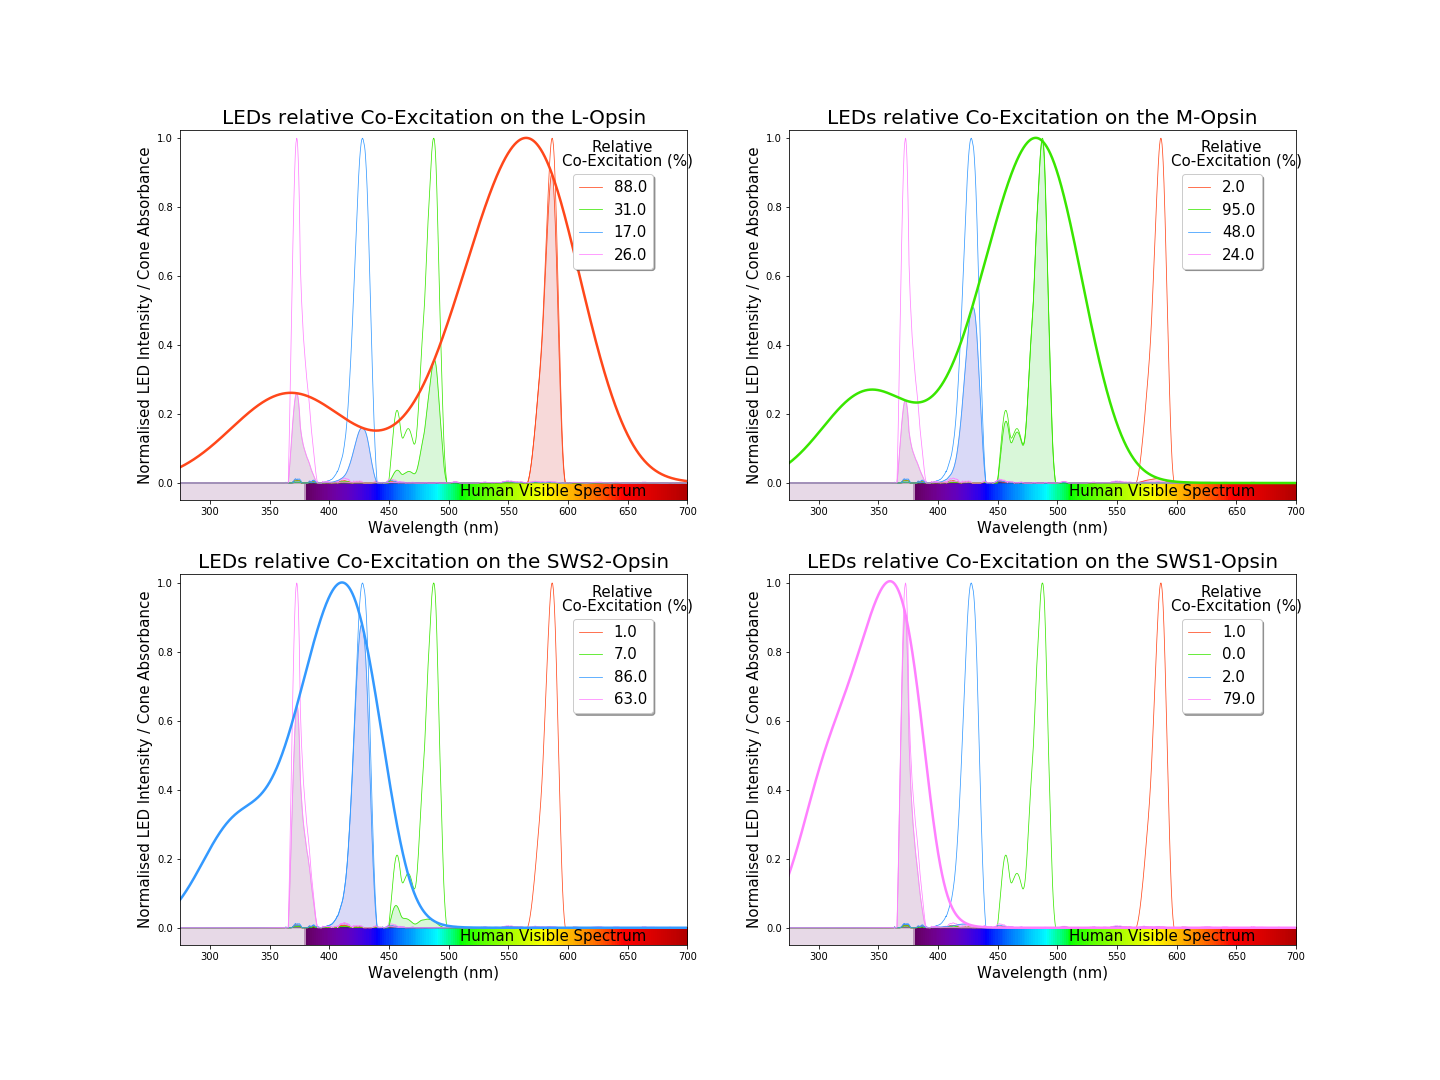 LEDs relative Co-Excitation on the L-Opsin
Normalised LED Intensity / Cone Absorbance
1.0
0.8
0.6
0.4
0.2
0.0
Relative
Co-Excitation (%)
88.0
31.0
17.0
26.0
Human Visible Spectrum
300 350 400 450 500 550 600 650 700
Wavelength (nm)
LEDs relative Co-Excitation on the M-Opsin
Normalised LED Intensity / Cone Absorbance
1.0
0.8
0.6
0.4
0.2
0.0
Relative
Co-Excitation (%)
2.0
95.0
48.0
24.0
Human Visible Spectrum
300 350 400 450 500 550 600 650 700
Wavelength (nm)
LEDs relative Co-Excitation on the SWS2-Opsin
Normalised LED Intensity / Cone Absorbance
1.0
0.8
0.6
0.4
0.2
0.0
Relative
Co-Excitation (%)
1.0
7.0
86.0
63.0
Human Visible Spectrum
300 350 400 450 500 550 600 650 700
Wavelength (nm)
LEDs relative Co-Excitation on the SWS1-Opsin
Normalised LED Intensity / Cone Absorbance
1.0
0.8
0.6
0.4
0.2
0.0
Relative
Co-Excitation (%)
1.0
0.0
2.0
79.0
Human Visible Spectrum
300 350 400 450 500 550 600 650 700
Wavelength (nm)